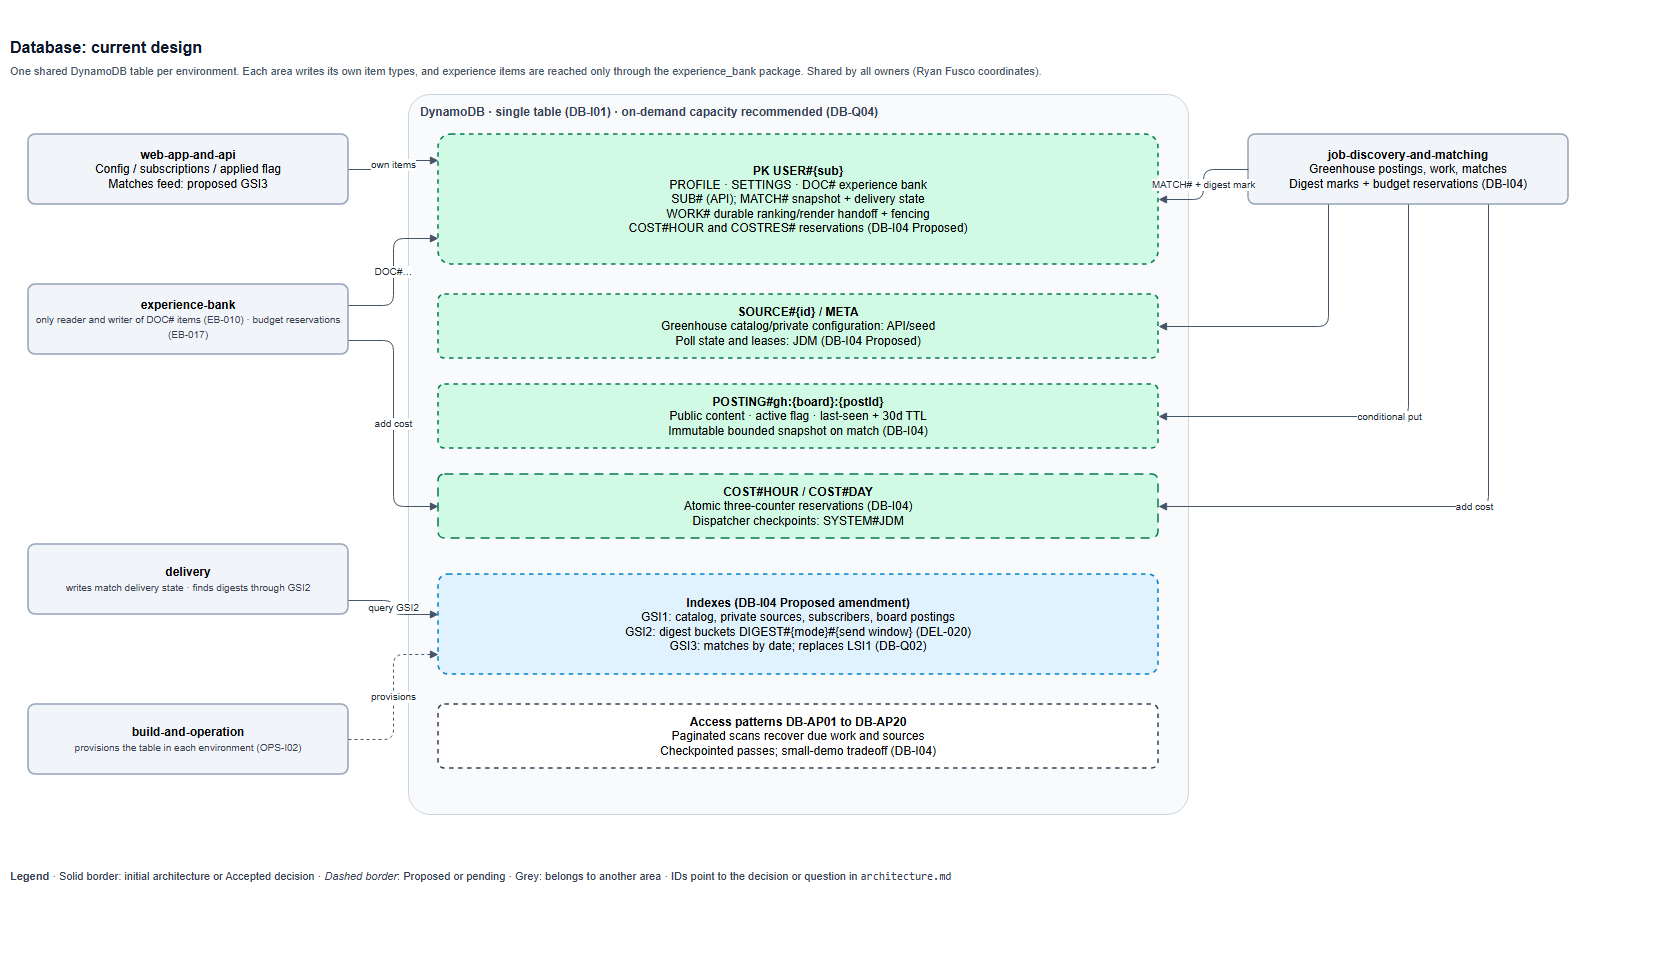 Database: current design
One shared DynamoDB table per environment. Each area writes its own item types, and experience items are reached only through the experience_bank package. Shared by all owners (Ryan Fusco coordinates).
DynamoDB · single table (DB-I01) · on-demand capacity recommended (DB-Q04)
web-app-and-api
Config / subscriptions / applied flag
Matches feed: proposed GSI3
own items
PK USER#{sub}
PROFILE · SETTINGS · DOC# experience bank
SUB# (API); MATCH# snapshot + delivery state
WORK# durable ranking/render handoff + fencing
COST#HOUR and COSTRES# reservations (DB-I04 Proposed)
MATCH# + digest mark
job-discovery-and-matching
Greenhouse postings, work, matches
Digest marks + budget reservations (DB-I04)
DOC#...
experience-bank
only reader and writer of DOC# items (EB-010) · budget reservations
(EB-017)
SOURCE#{id} / META
Greenhouse catalog/private configuration: API/seed
Poll state and leases: JDM (DB-I04 Proposed)
POSTING#gh:{board}:{postId}
Public content · active flag · last-seen + 30d TTL
Immutable bounded snapshot on match (DB-I04)
conditional put
add cost
COST#HOUR / COST#DAY
Atomic three-counter reservations (DB-I04)
Dispatcher checkpoints: SYSTEM#JDM
add cost
delivery
writes match delivery state · finds digests through GSI2
query GSI2
Indexes (DB-I04 Proposed amendment)
GSI1: catalog, private sources, subscribers, board postings
GSI2: digest buckets DIGEST#{mode}#{send window} (DEL-020)
GSI3: matches by date; replaces LSI1 (DB-Q02)
provisions
build-and-operation
provisions the table in each environment (OPS-I02)
Access patterns DB-AP01 to DB-AP20
Paginated scans recover due work and sources
Checkpointed passes; small-demo tradeoff (DB-I04)
Legend · Solid border: initial architecture or Accepted decision · Dashed border: Proposed or pending · Grey: belongs to another area · IDs point to the decision or question in architecture.md